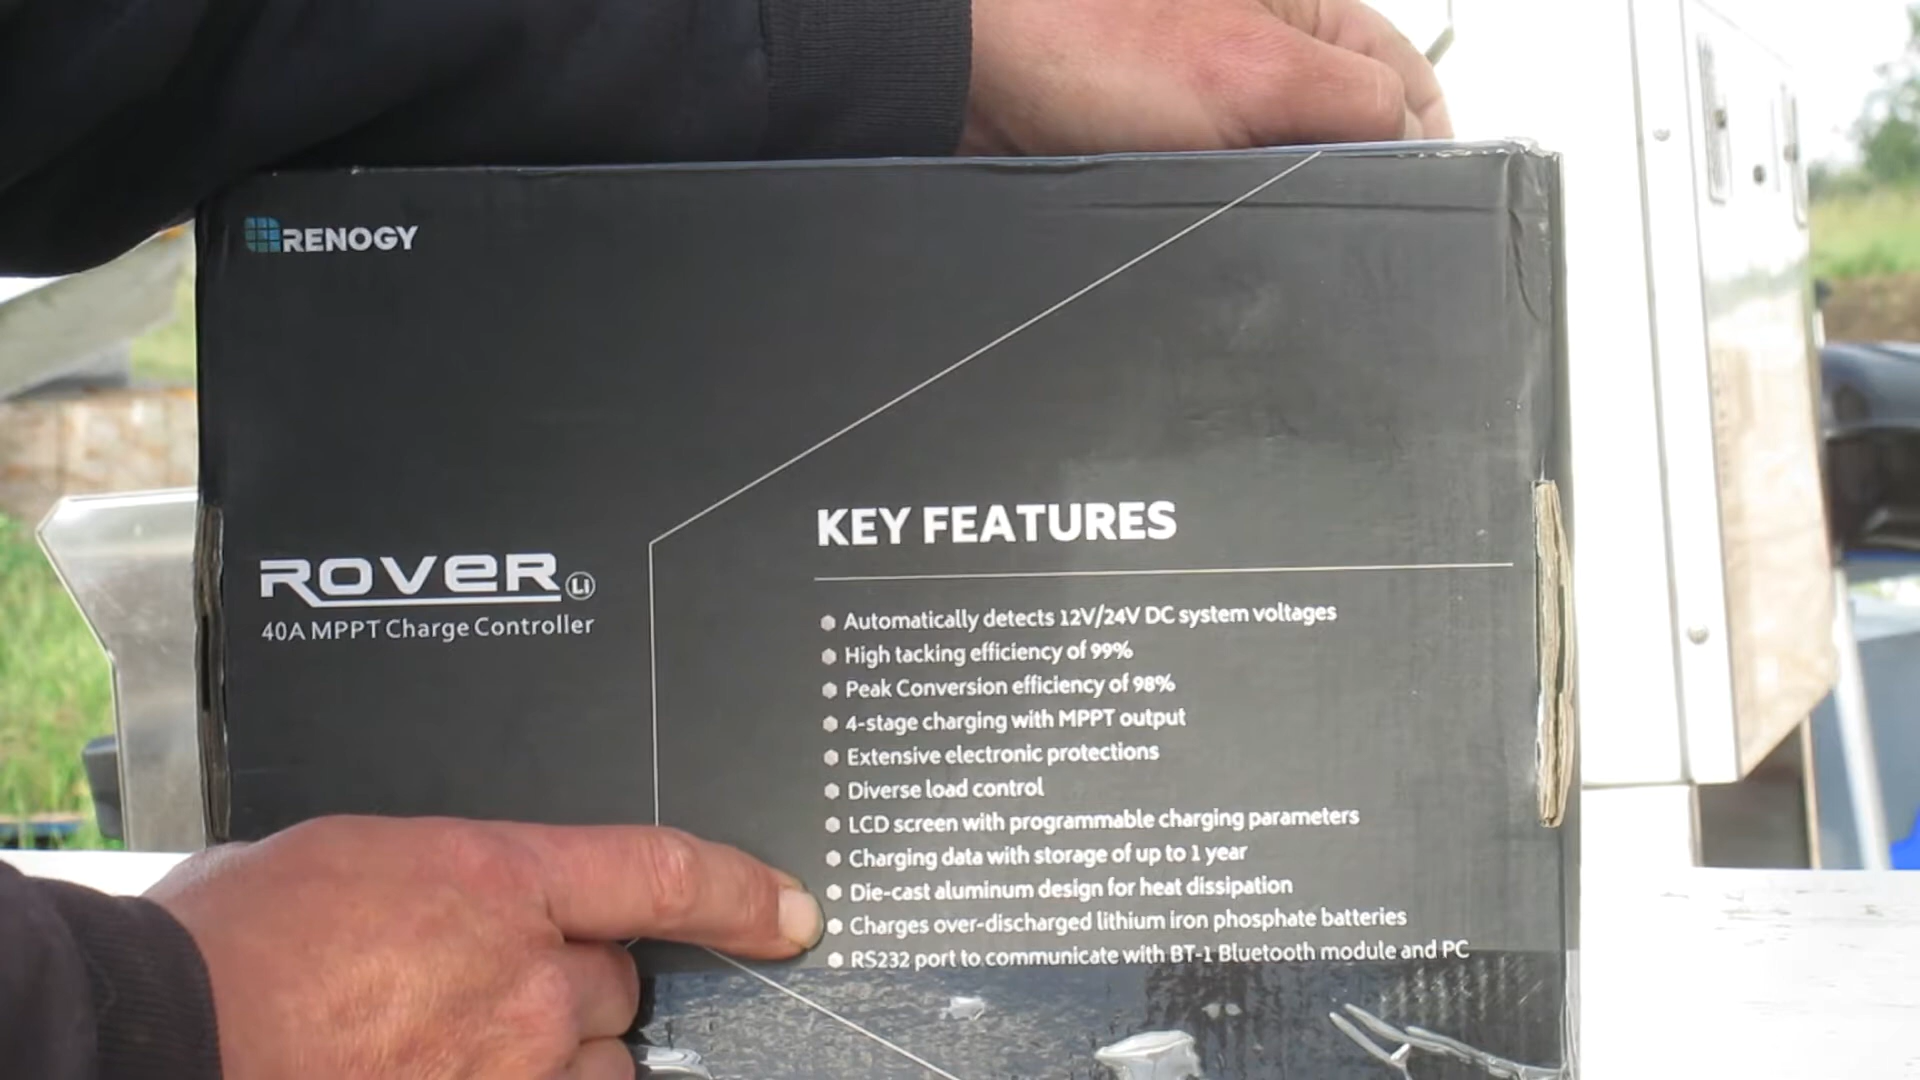 RENOGY
ROVER LI
40A MPPT Charge Controller
KEY FEATURES
Automatically detects 12V/24V DC system voltages
High tacking efficiency of 99%
Peak Conversion efficiency of 98%
4-stage charging with MPPT output
Extensive electronic protections
Diverse load control
LCD screen with programmable charging parameters
Charging data with storage of up to 1 year
Die-cast aluminum design for heat dissipation
Charges over-discharged lithium iron phosphate batteries
RS232 port to communicate with BT-1 Bluetooth module and PC